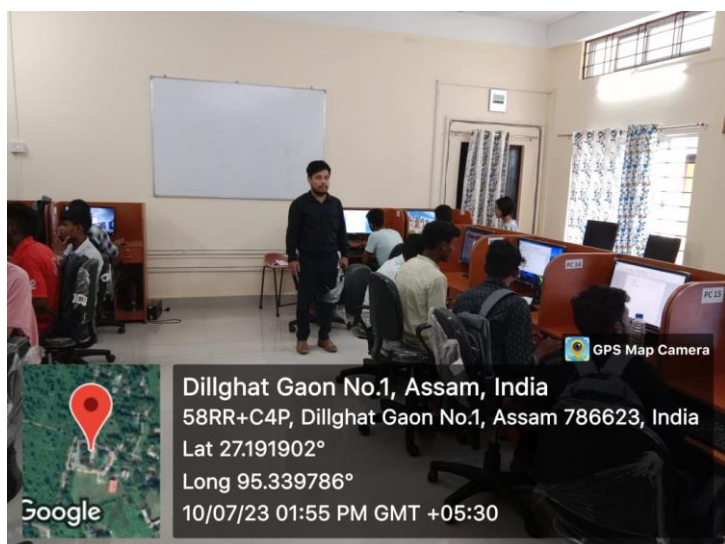 PC 14
PC 15
GPS Map Camera
Dillghat Gaon No.1, Assam, India
58RR+C4P, Dillghat Gaon No.1, Assam 786623, India
Lat 27.191902°
Long 95.339786°
10/07/23 01:55 PM GMT +05:30
Google